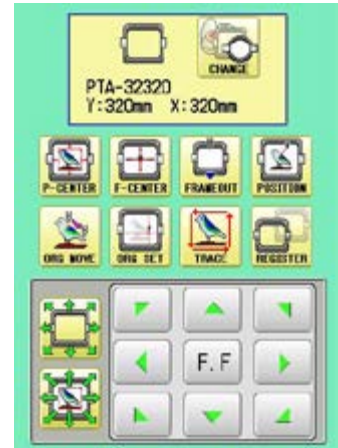 CHANGE
PTA-32320
Y:320mm X:320mm
P-CENTER F-CENTER FRAMEOUT POSITION
ORG MOVE ORG SET TRACE REGISTER
F.F